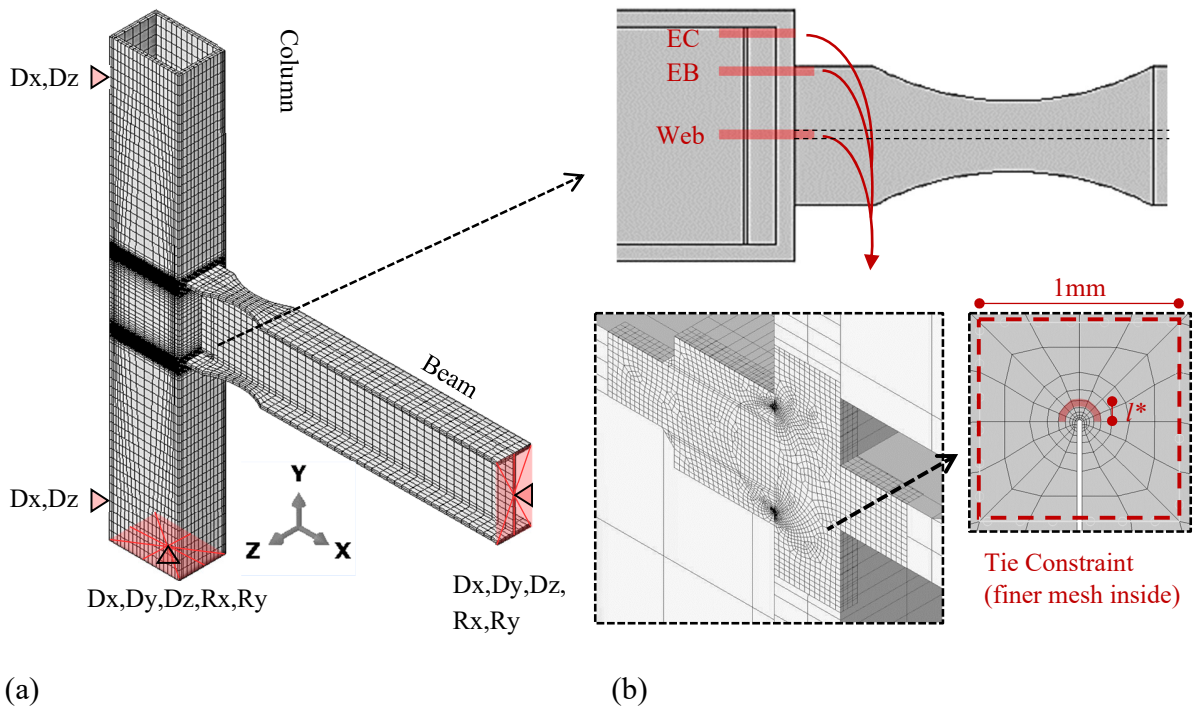 Dx,Dz
Column
Beam
Dx,Dz
Y
Z
X
Dx,Dy,Dz,Rx,Ry
Dx,Dy,Dz,
Rx,Ry
(a)
EC
EB
Web
1mm
l*
Tie Constraint
(finer mesh inside)
(b)